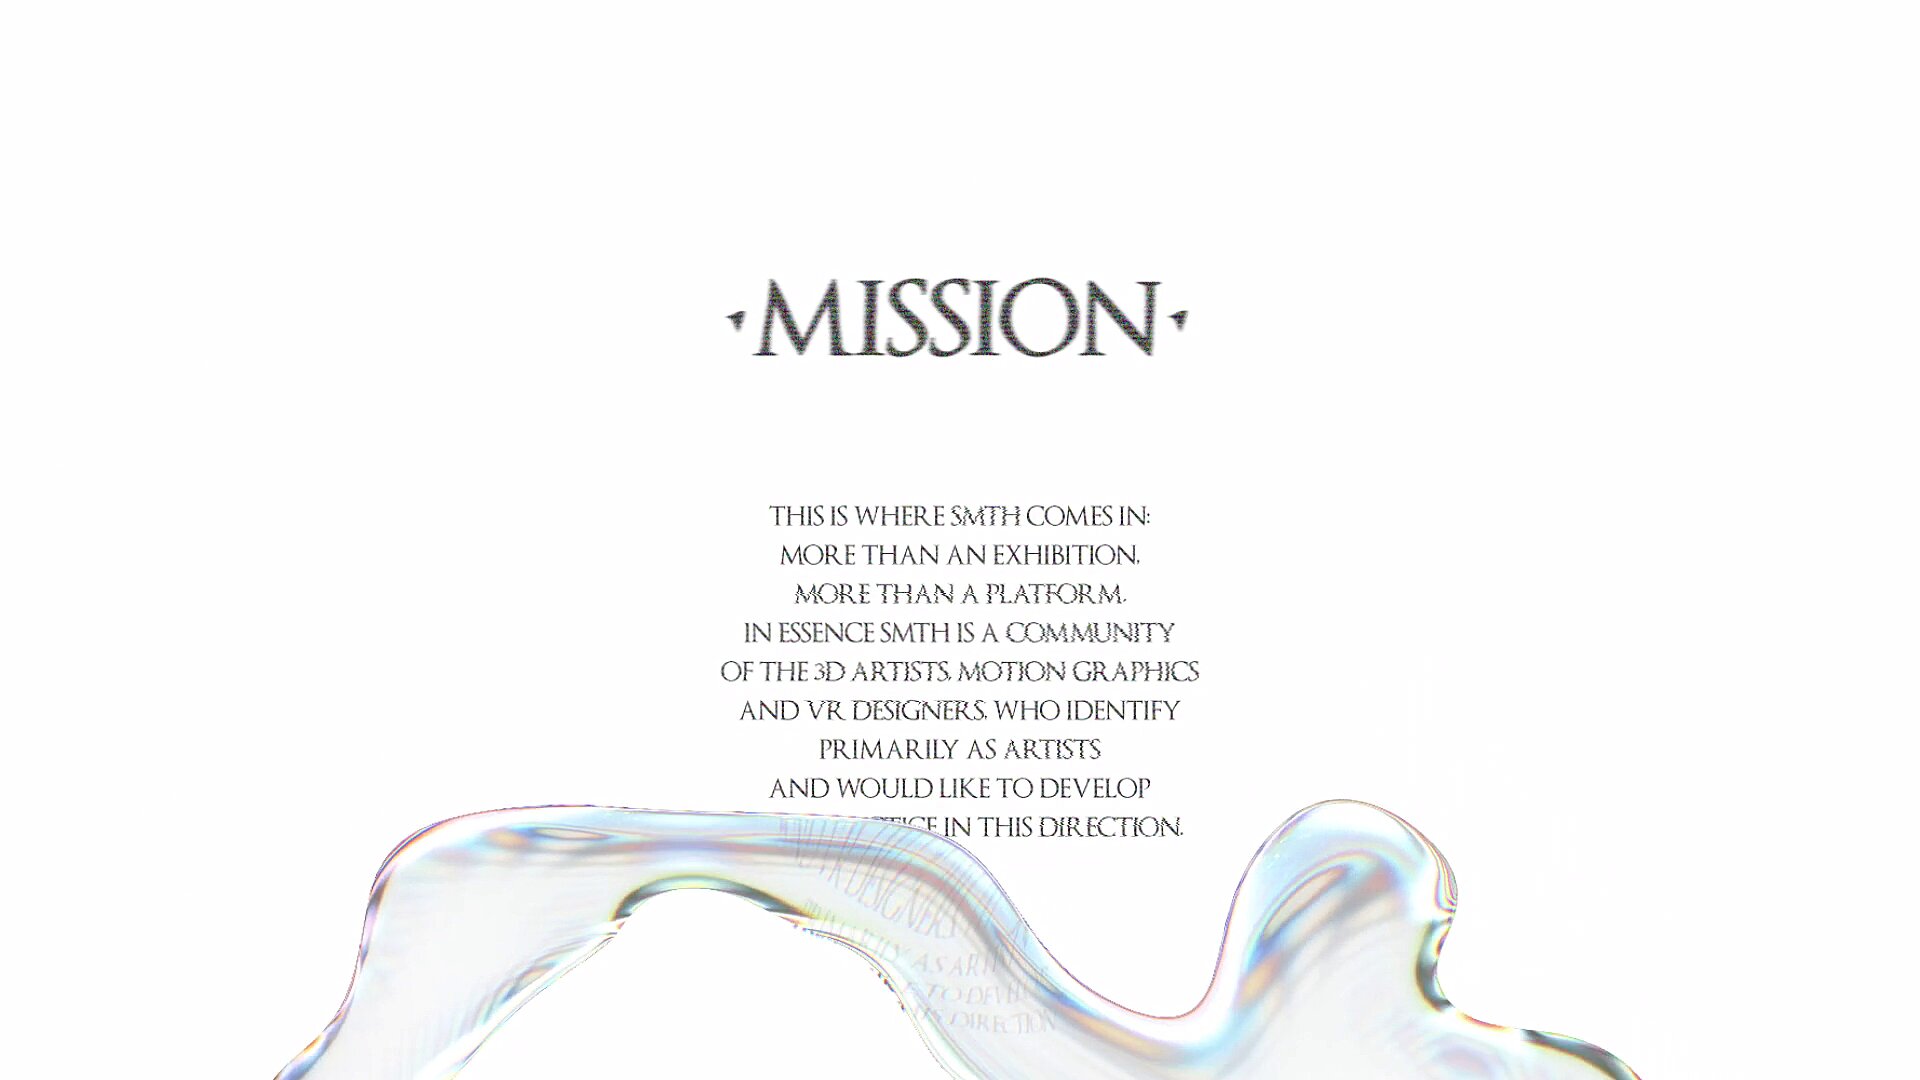 MISSION
THIS IS WHERE SMTH COMES IN:
MORE THAN AN EXHIBITION,
MORE THAN A PLATFORM.
IN ESSENCE SMTH IS A COMMUNITY
OF THE 3D ARTISTS, MOTION GRAPHICS
AND VR DESIGNERS, WHO IDENTIFY
PRIMARILY AS ARTISTS
AND WOULD LIKE TO DEVELOP
IN THIS DIRECTION.